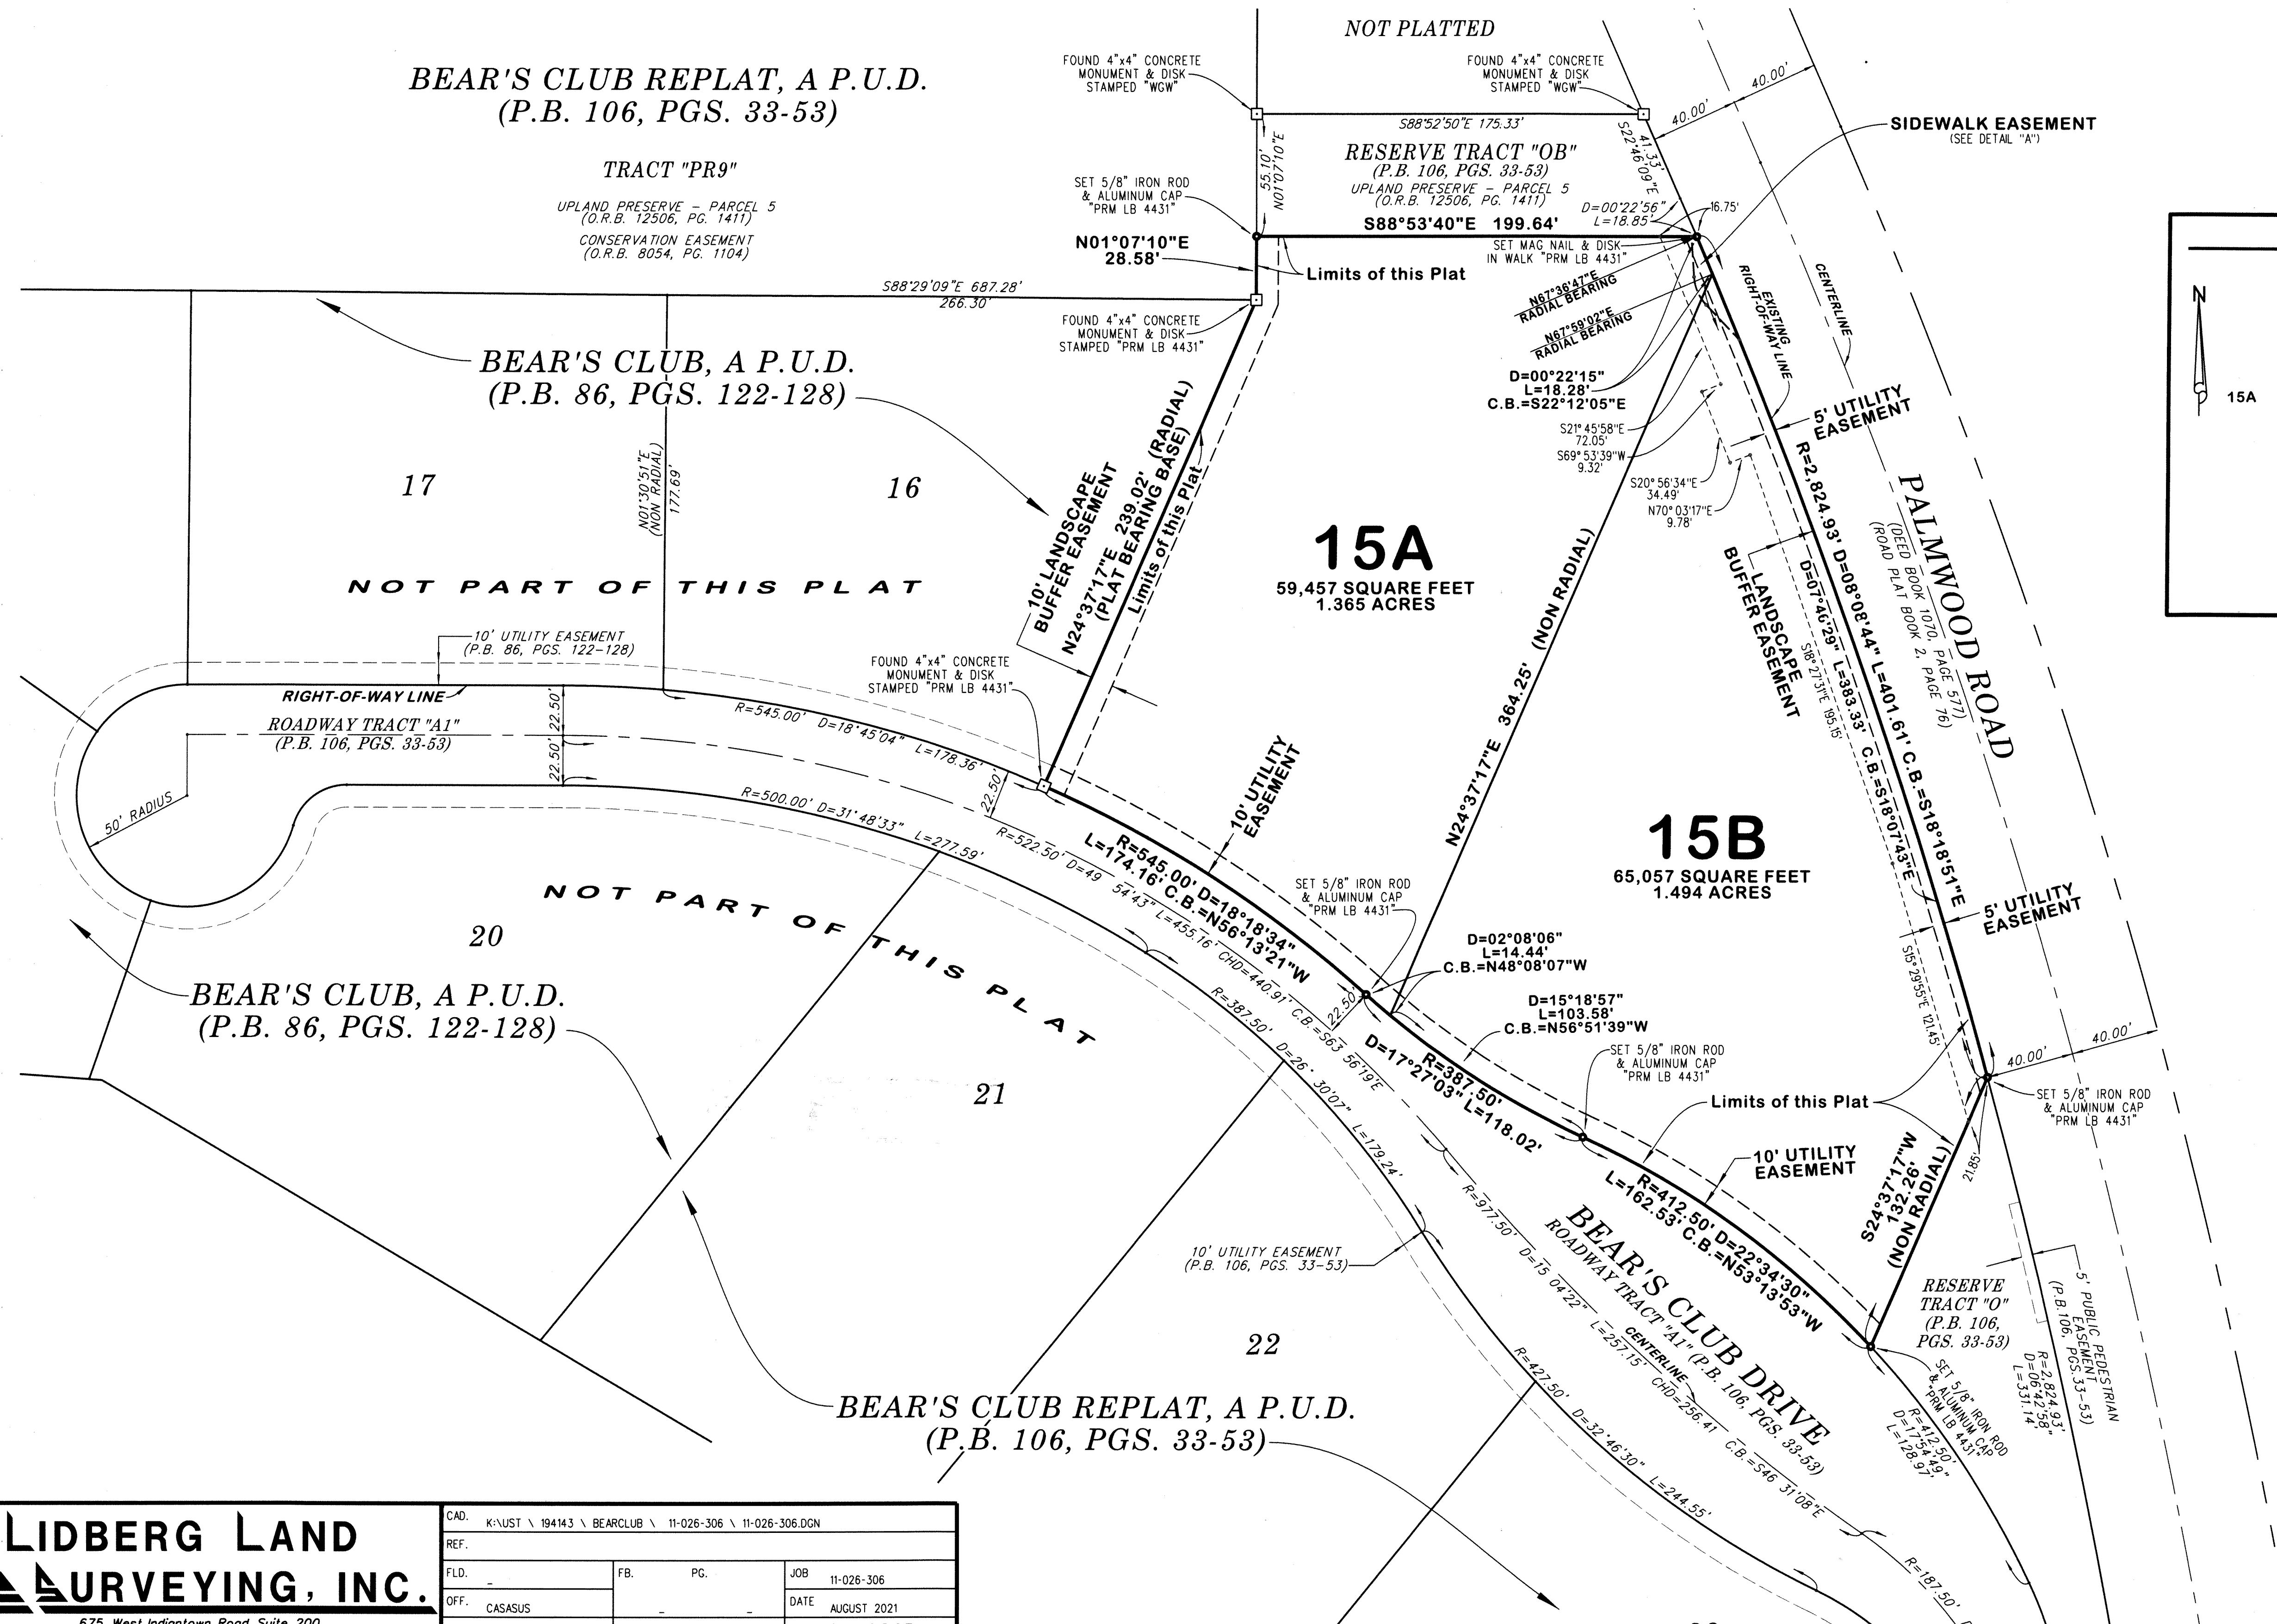 NOT PLATTED
BEAR'S CLUB REPLAT, A P.U.D.
(P.B. 106, PGS. 33-53)
TRACT "PR9"
UPLAND PRESERVE – PARCEL 5
(O.R.B. 12506, PG. 1411)
CONSERVATION EASEMENT
(O.R.B. 8054, PG. 1104)
FOUND 4"x4" CONCRETE
MONUMENT & DISK
STAMPED "WGW"
FOUND 4"x4" CONCRETE
MONUMENT & DISK
STAMPED "WGW"
40.00'
40.00'
SIDEWALK EASEMENT
(SEE DETAIL "A")
S88°52'50"E 175.33'
41.33'
S22°46'09"E
55.10'
N01°07'10"E
RESERVE TRACT "OB"
(P.B. 106, PGS. 33-53)
UPLAND PRESERVE – PARCEL 5
(O.R.B. 12506, PG. 1411)
SET 5/8" IRON ROD
& ALUMINUM CAP
"PRM LB 4431"
D=00°22'56"
L=18.85'
16.75'
S88°53'40"E 199.64'
SET MAG NAIL & DISK
IN WALK "PRM LB 4431"
N01°07'10"E
28.58'
Limits of this Plat
S88°29'09"E 687.28'
266.30'
FOUND 4"x4" CONCRETE
MONUMENT & DISK
STAMPED "PRM LB 4431"
N67°36'47"E
RADIAL BEARING
N67°59'02"E
RADIAL BEARING
EXISTING
RIGHT-OF-WAY LINE
CENTERLINE
N
15A
BEAR'S CLUB, A P.U.D.
(P.B. 86, PGS. 122-128)
D=00°22'15"
L=18.28'
C.B.=S22°12'05"E
S21°45'58"E
72.05'
S69°53'39"W
9.32'
S20°56'34"E
34.49'
N70°03'17"E
9.78'
5' UTILITY
EASEMENT
17
N01°30'51"E
(NON RADIAL)
177.69'
16
10' LANDSCAPE
BUFFER EASEMENT
N24°37'17"E 239.02' (RADIAL)
(PLAT BEARING BASE)
Limits of this Plat
15A
59,457 SQUARE FEET
1.365 ACRES
N24°37'17"E 364.25' (NON RADIAL)
LANDSCAPE
BUFFER EASEMENT
R=2,824.93' D=08°08'44" L=401.61' C.B.=S18°18'51"E
D=07°46'29" L=383.33' C.B.=S18°07'43"E
S18°27'31"E 195.15'
PALMWOOD ROAD
(DEED BOOK 1070, PAGE 577)
(ROAD PLAT BOOK 2, PAGE 76)
NOT PART OF THIS PLAT
10' UTILITY EASEMENT
(P.B. 86, PGS. 122-128)
FOUND 4"x4" CONCRETE
MONUMENT & DISK
STAMPED "PRM LB 4431"
RIGHT-OF-WAY LINE
ROADWAY TRACT "A1"
(P.B. 106, PGS. 33-53)
22.50'
22.50'
R=545.00' D=18°45'04" L=178.36'
22.50'
50' RADIUS
R=500.00' D=31°48'33" L=277.59'
10' UTILITY
EASEMENT
R=545.00' D=18°18'34"
L=174.16' C.B.=N56°13'21"W
R=522.50' D=49 54'43" L=455.16' CHD=440.91' C.B.=S63 56'19"E
15B
65,057 SQUARE FEET
1.494 ACRES
SET 5/8" IRON ROD
& ALUMINUM CAP
"PRM LB 4431"
5' UTILITY
EASEMENT
S15°29'55"E 121.45'
D=02°08'06"
L=14.44'
C.B.=N48°08'07"W
22.50'
D=15°18'57"
L=103.58'
C.B.=N56°51'39"W
R=387.50'
D=17°27'03" L=118.02'
SET 5/8" IRON ROD
& ALUMINUM CAP
"PRM LB 4431"
NOT PART OF THIS PLAT
20
BEAR'S CLUB, A P.U.D.
(P.B. 86, PGS. 122-128)
21
R=387.50' D=26° 30'07" L=179.24'
40.00'
40.00'
SET 5/8" IRON ROD
& ALUMINUM CAP
"PRM LB 4431"
Limits of this Plat
10' UTILITY
EASEMENT
21.85'
S24°37'17"W
132.26'
(NON RADIAL)
R=412.50' D=22°34'30"
L=162.53' C.B.=N53°13'53"W
10' UTILITY EASEMENT
(P.B. 106, PGS. 33-53)
R=977.50' D=15 04'22" L=257.15' CHD=256.41 C.B.=S46 31'08"E
BEAR'S CLUB DRIVE
ROADWAY TRACT "A1" (P.B. 106, PGS. 33-53)
CENTERLINE
RESERVE
TRACT "O"
(P.B. 106,
PGS. 33-53)
5' PUBLIC PEDESTRIAN
EASEMENT
(P.B.106, PGS.33-53)
R=2,824.93'
D=06°42'58"
L=331.14'
SET 5/8" IRON ROD
& ALUMINUM CAP
"PRM LB 4431"
R=412.50'
D=17°54'49"
L=128.97'
22
R=427.50' D=32°46'30" L=244.55'
BEAR'S CLUB REPLAT, A P.U.D.
(P.B. 106, PGS. 33-53)
R=187.50'
LIDBERG LAND
SURVEYING, INC.
675 West Indiantown Road, Suite 200,
CAD. K:\UST \ 194143 \ BEARCLUB \ 11-026-306 \ 11-026-306.DGN
REF.
FLD. – FB. PG. JOB 11-026-306
OFF. CASASUS – – DATE AUGUST 2021